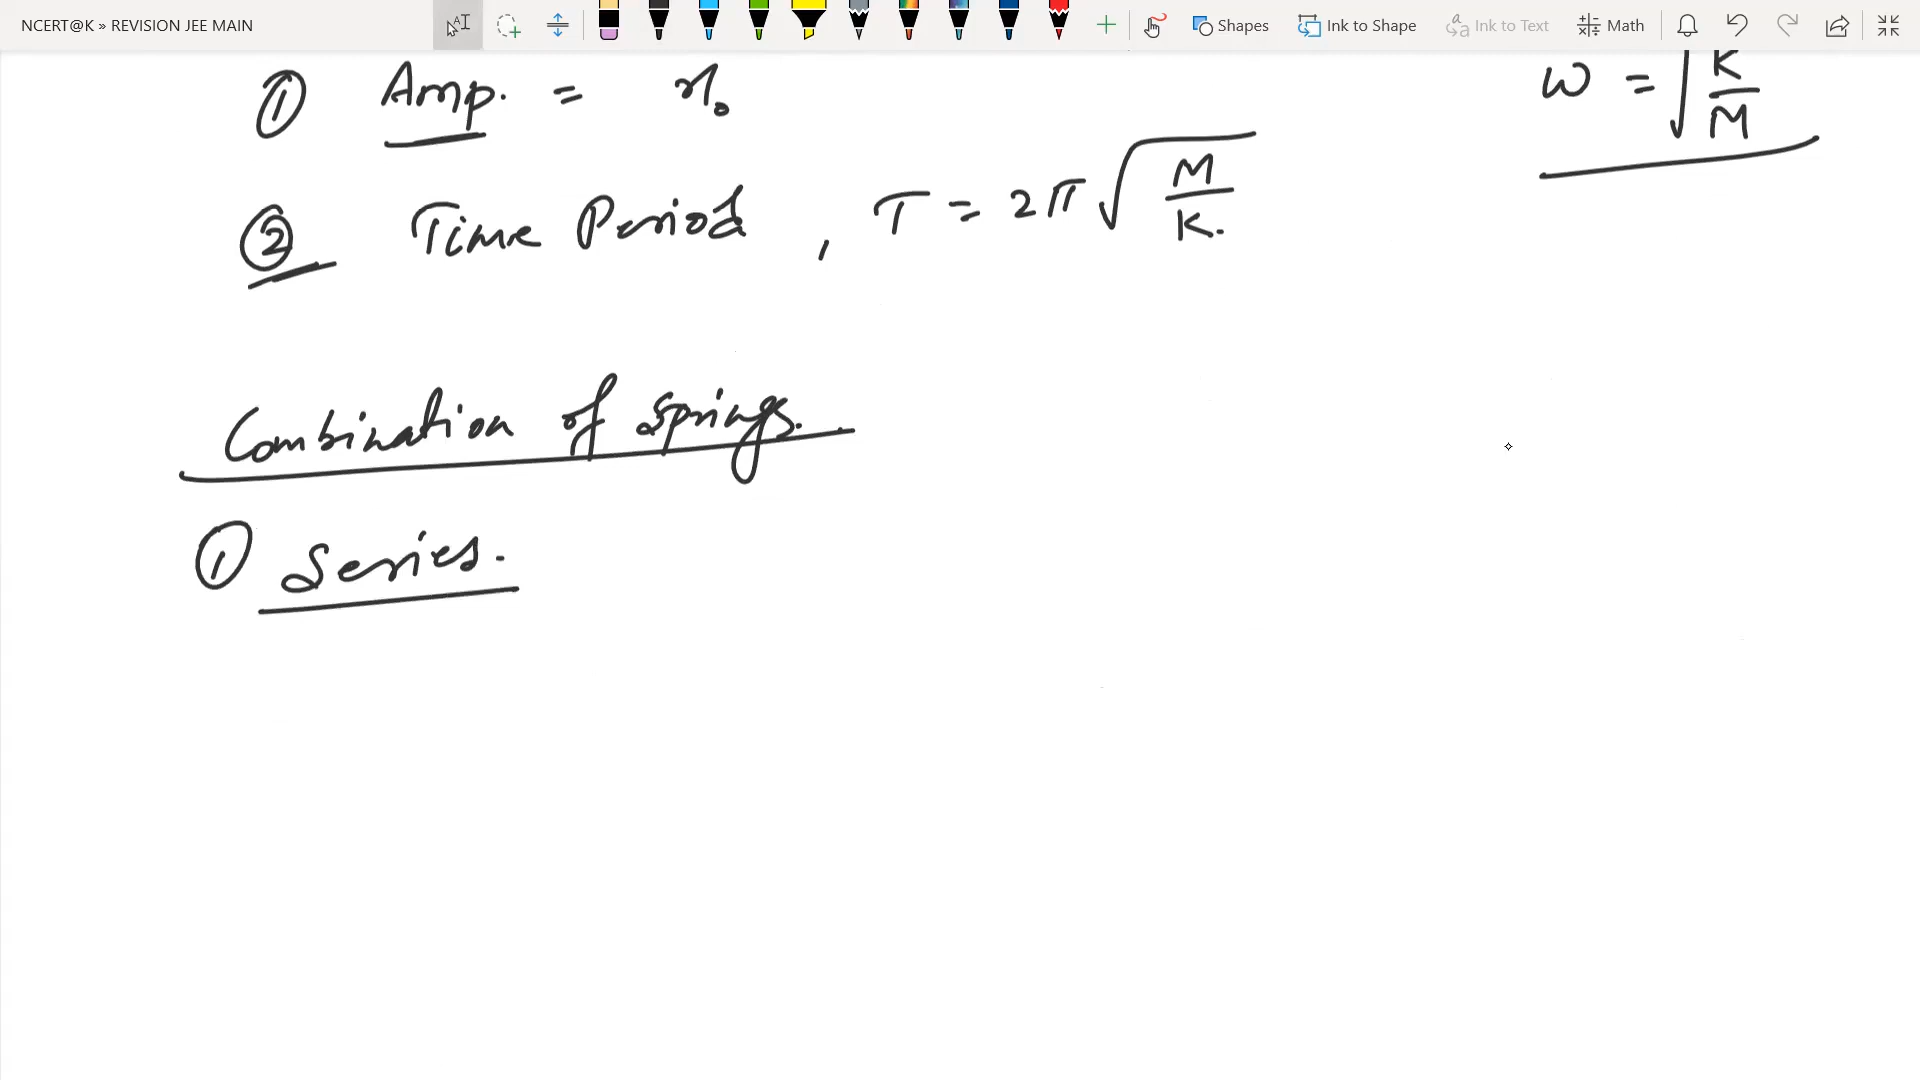 NCERT@K » REVISION JEE MAIN
Shapes
Ink to Shape
Ink to Text
Math
① Amp. = x₀
ω = √(K/M)
② Time Period, T = 2π√(M/K).
Combination of Springs.
① Series.